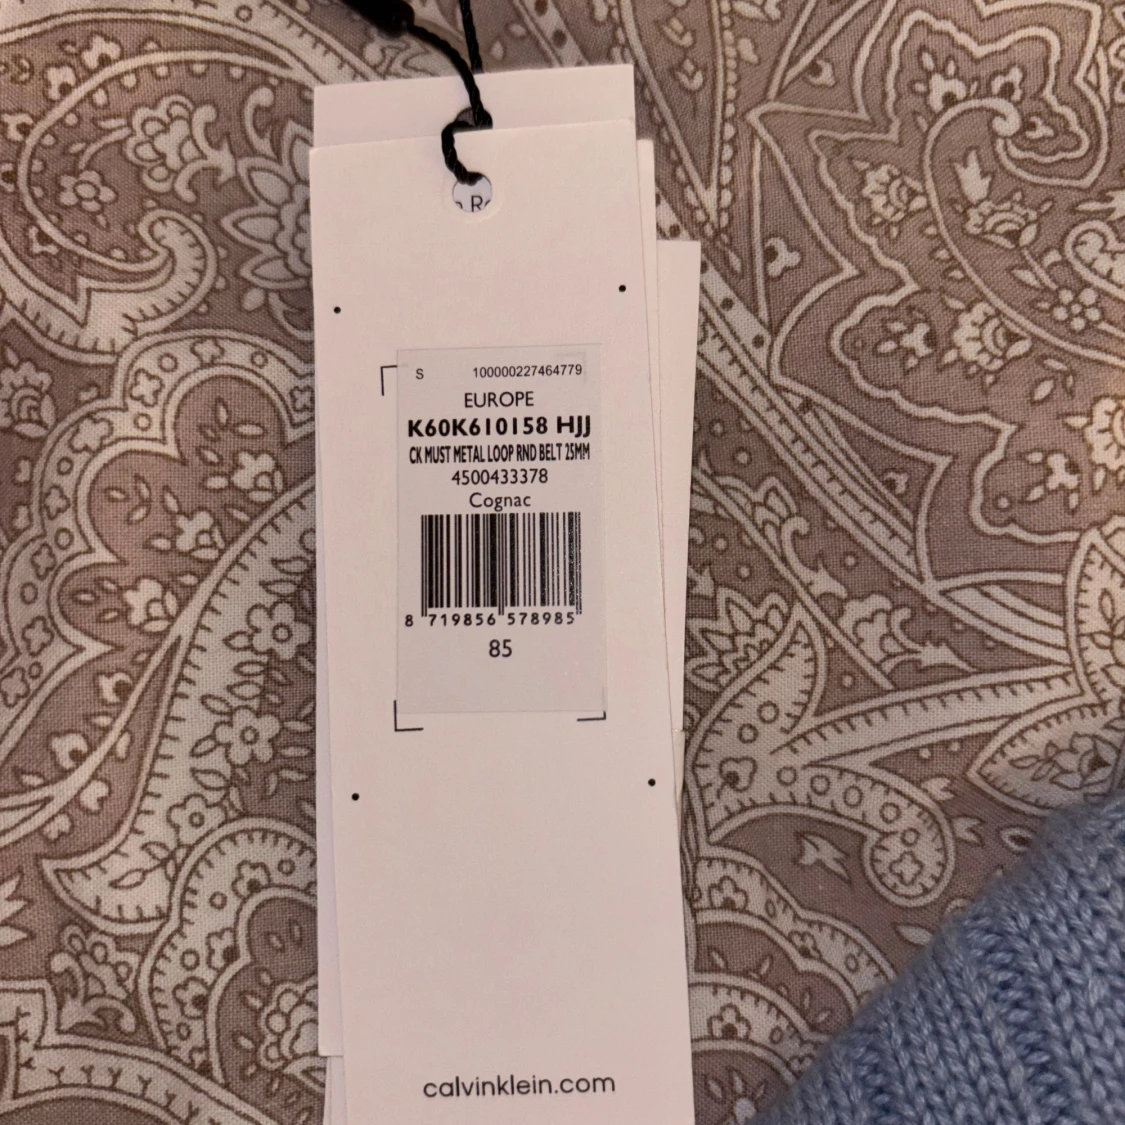 S 100000227464779
EUROPE
K60K610158 HJJ
CK MUST METAL LOOP RND BELT 25MM
4500433378
Cognac
8 719856 578985
85
calvinklein.com